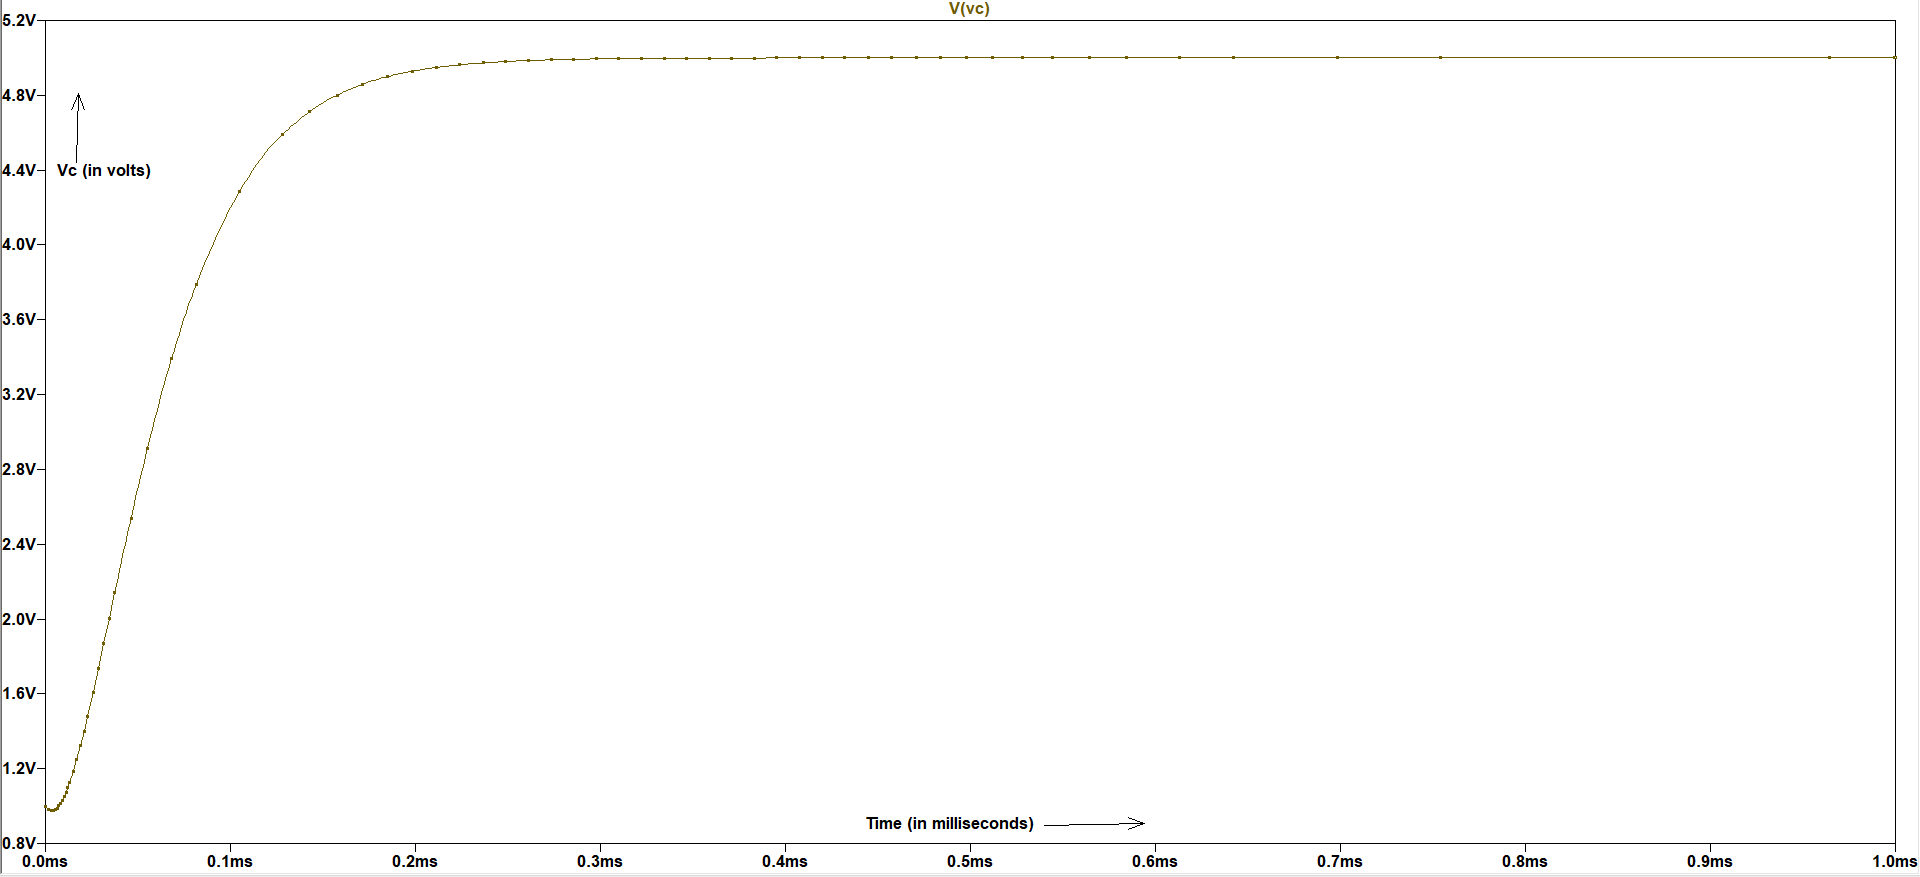 V(vc)
5.2V
4.8V
Vc (in volts)
4.4V
4.0V
3.6V
3.2V
2.8V
2.4V
2.0V
1.6V
1.2V
Time (in milliseconds)
0.8V
0.0ms 0.1ms 0.2ms 0.3ms 0.4ms 0.5ms 0.6ms 0.7ms 0.8ms 0.9ms 1.0ms